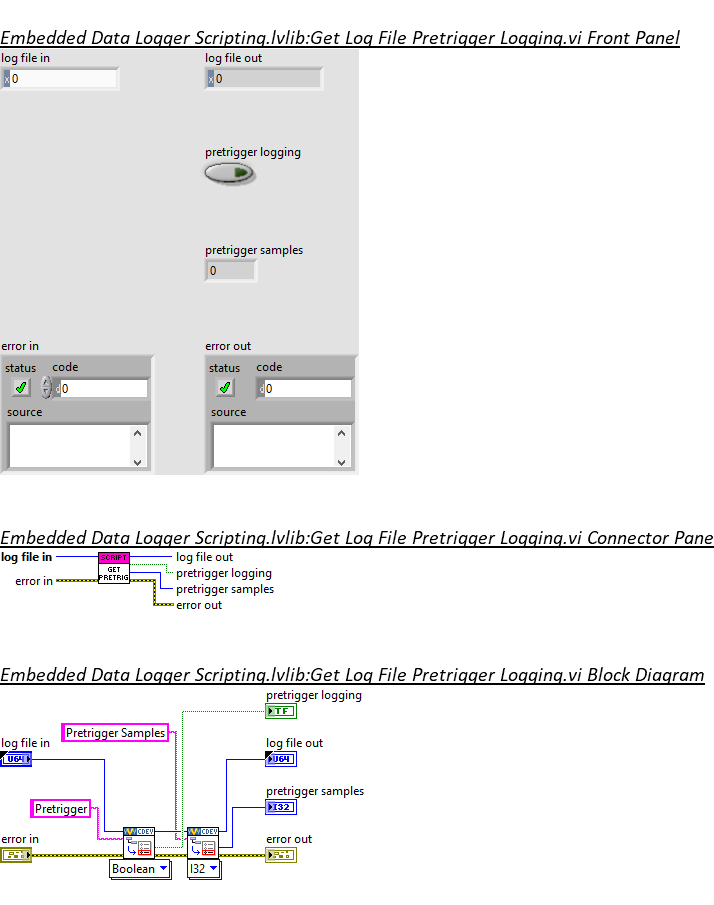 Embedded Data Logger Scripting.lvlib:Get Log File Pretrigger Logging.vi Front Panel
log file in
log file out
x 0
x 0
pretrigger logging
pretrigger samples
0
error in
error out
status code
status code
d 0
d 0
source
source
Embedded Data Logger Scripting.lvlib:Get Log File Pretrigger Logging.vi Connector Pane
log file in
SCRIPT
log file out
GET
pretrigger logging
error in
PRETRIG
pretrigger samples
error out
Embedded Data Logger Scripting.lvlib:Get Log File Pretrigger Logging.vi Block Diagram
pretrigger logging
TF
Pretrigger Samples
log file in
log file out
U64
U64
pretrigger samples
Pretrigger
I32
CDEV
CDEV
error in
error out
Boolean
I32